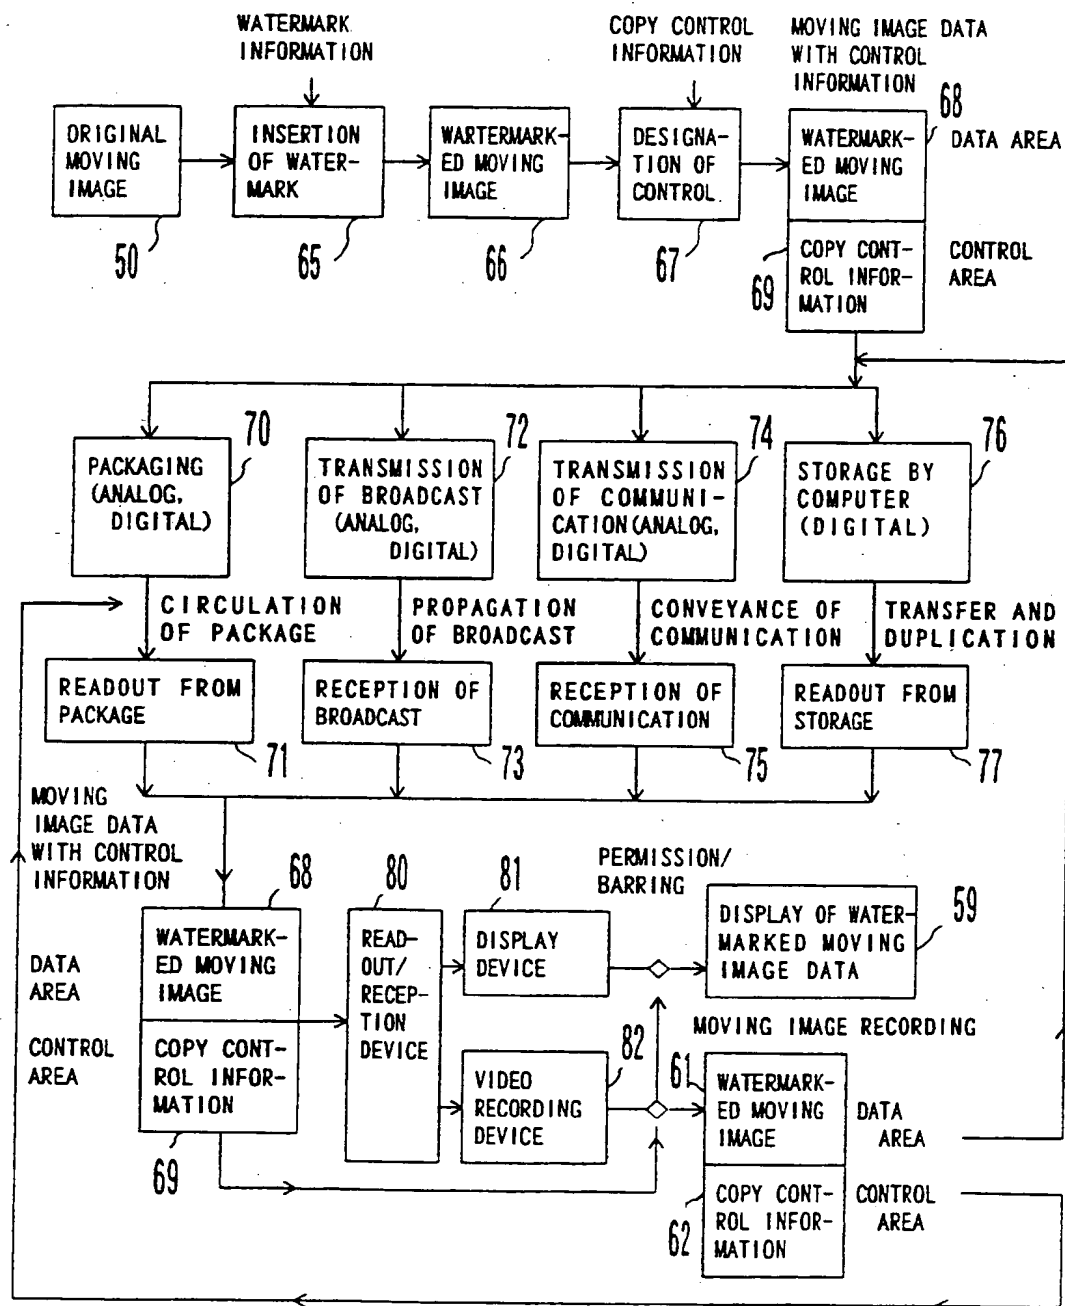 WATERMARK
INFORMATION
COPY CONTROL
INFORMATION
MOVING IMAGE DATA
WITH CONTROL
INFORMATION
68
ORIGINAL
MOVING
IMAGE
50
INSERTION
OF WATER-
MARK
65
WARTERMARK-
ED MOVING
IMAGE
66
DESIGNA-
TION OF
CONTROL
67
WATERMARK-
ED MOVING
IMAGE
DATA AREA
COPY CONT-
ROL INFOR-
MATION
69
CONTROL
AREA
70
PACKAGING
(ANALOG,
DIGITAL)
72
TRANSMISSION
OF BROADCAST
(ANALOG,
DIGITAL)
74
TRANSMISSION
OF COMMUNI-
CATION(ANALOG,
DIGITAL)
76
STORAGE BY
COMPUTER
(DIGITAL)
CIRCULATION
OF PACKAGE
PROPAGATION
OF BROADCAST
CONVEYANCE OF
COMMUNICATION
TRANSFER AND
DUPLICATION
READOUT FROM
PACKAGE
71
RECEPTION OF
BROADCAST
73
RECEPTION OF
COMMUNICATION
75
READOUT FROM
STORAGE
77
MOVING
IMAGE DATA
WITH CONTROL
INFORMATION
68
WATERMARK-
ED MOVING
IMAGE
DATA
AREA
CONTROL
AREA
COPY CONT-
ROL INFOR-
MATION
69
80
READ-
OUT/
RECEP-
TION
DEVICE
81
DISPLAY
DEVICE
82
VIDEO
RECORDING
DEVICE
PERMISSION/
BARRING
DISPLAY OF WATER-
MARKED MOVING
IMAGE DATA
59
MOVING IMAGE RECORDING
61
WATERMARK-
ED MOVING
IMAGE
DATA
AREA
COPY CONT-
ROL INFOR-
MATION
62
CONTROL
AREA